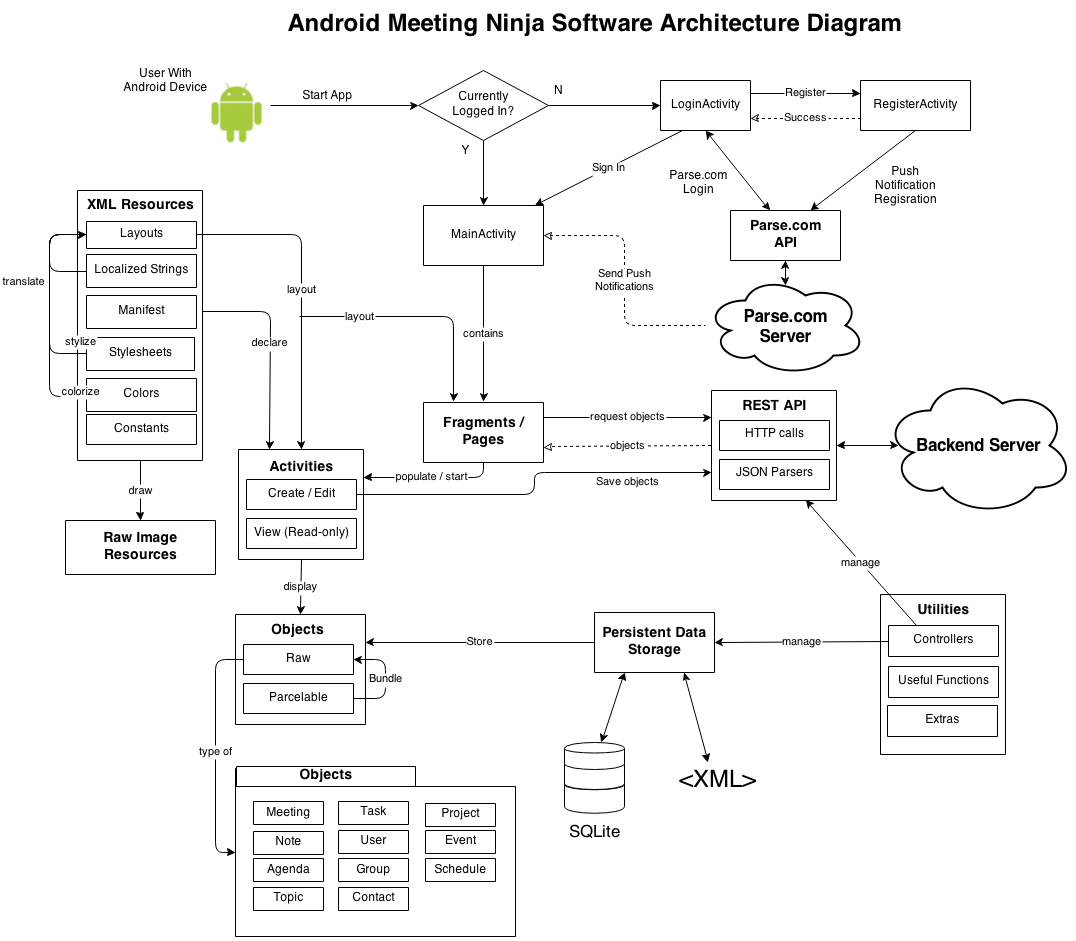 Android Meeting Ninja Software Architecture Diagram
User With
Android Device
Start App
Currently
Logged In?
N
Y
LoginActivity
Register
Success
RegisterActivity
Sign In
Parse.com
Login
Push
Notification
Regisration
Parse.com
API
Parse.com
Server
Send Push
Notifications
MainActivity
contains
XML Resources
Layouts
Localized Strings
Manifest
Stylesheets
Colors
Constants
translate
stylize
colorize
layout
layout
declare
draw
Raw Image
Resources
Fragments /
Pages
request objects
objects
populate / start
Save objects
REST API
HTTP calls
JSON Parsers
Backend Server
Activities
Create / Edit
View (Read-only)
display
manage
Utilities
Controllers
Useful Functions
Extras
manage
Persistent Data
Storage
Store
Objects
Raw
Parcelable
Bundle
type of
SQLite
<XML>
Objects
Meeting
Task
Project
Note
User
Event
Agenda
Group
Schedule
Topic
Contact